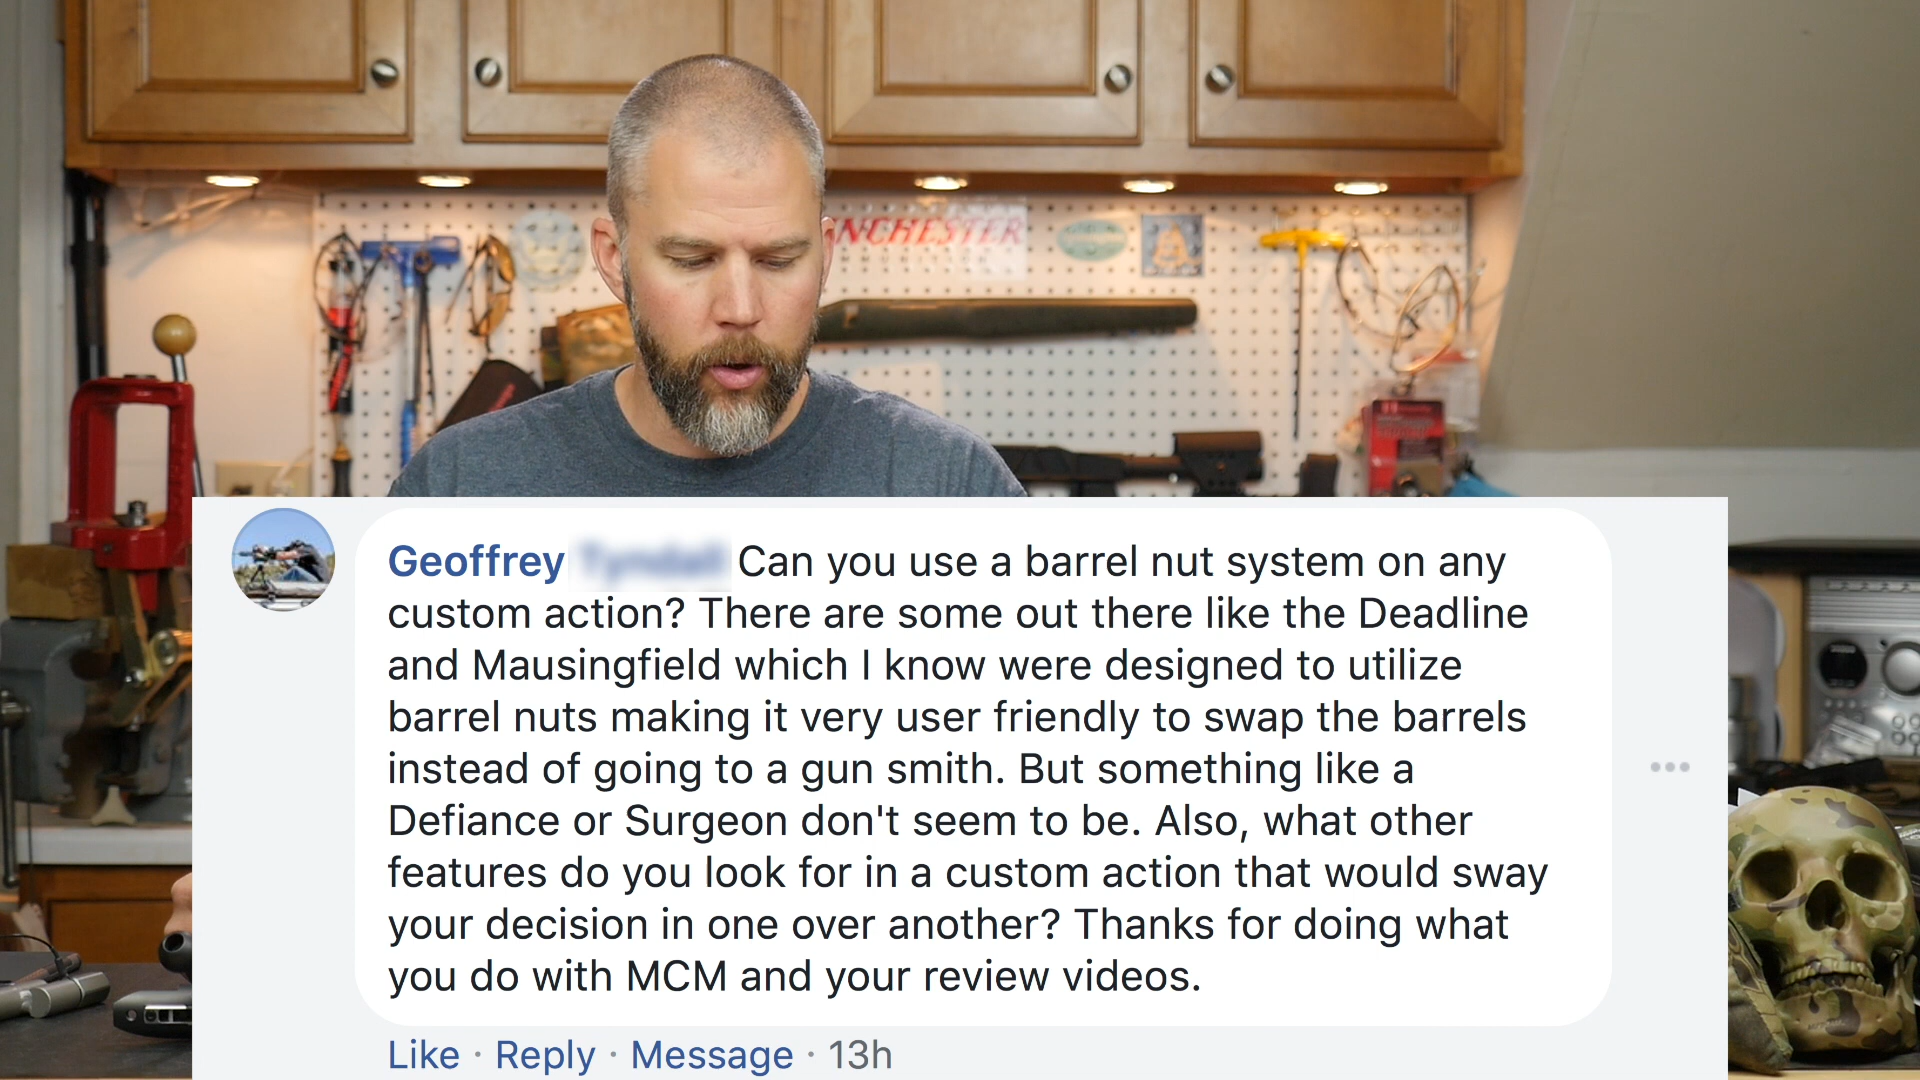 WINCHESTER
AMMUNITION
Geoffrey Can you use a barrel nut system on any
custom action? There are some out there like the Deadline
and Mausingfield which I know were designed to utilize
barrel nuts making it very user friendly to swap the barrels
instead of going to a gun smith. But something like a
Defiance or Surgeon don't seem to be. Also, what other
features do you look for in a custom action that would sway
your decision in one over another? Thanks for doing what
you do with MCM and your review videos.
Like · Reply · Message · 13h